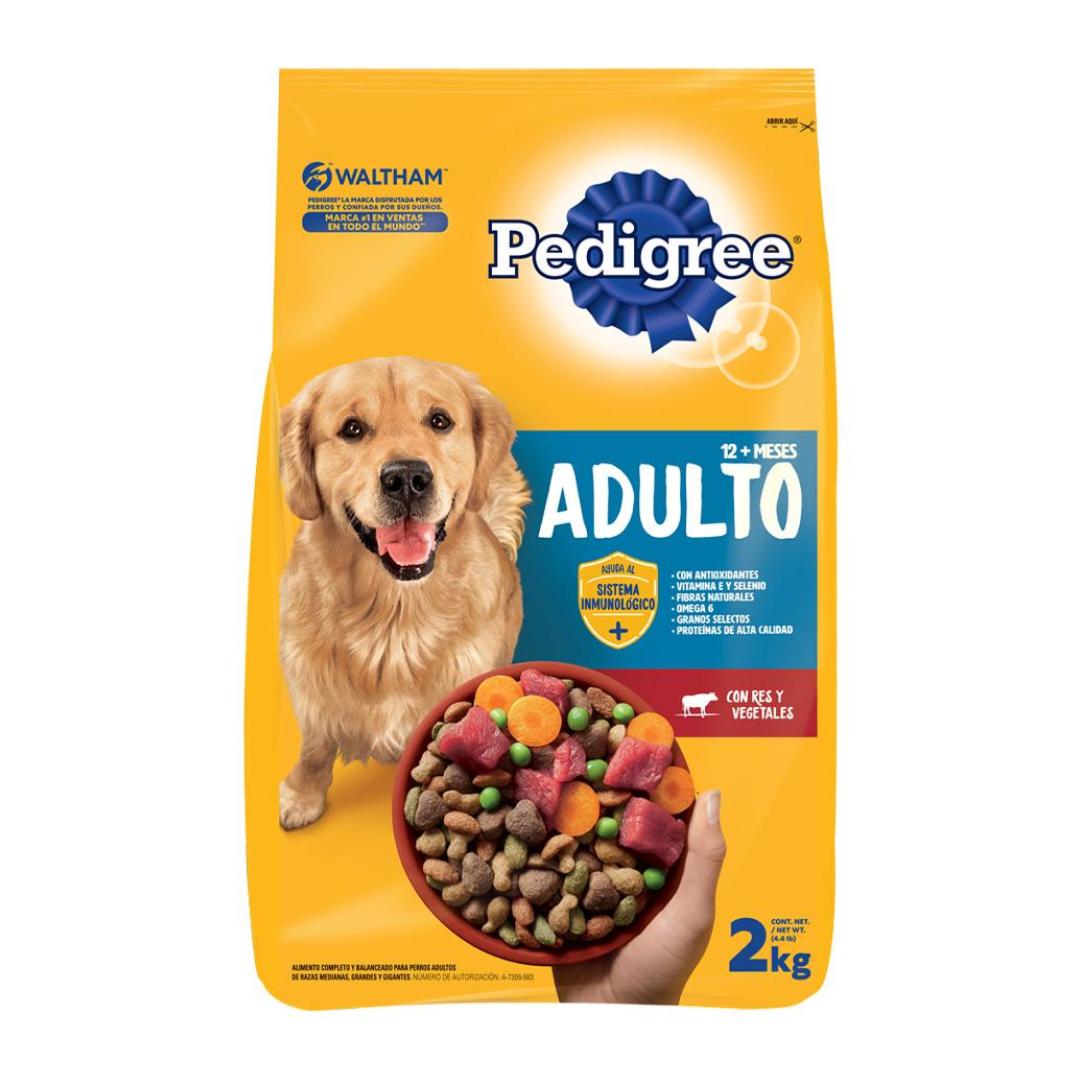 ABRIR AQUÍ
WALTHAM™
PEDIGREE® LA MARCA DISFRUTADA POR LOS
PERROS Y CONFIADA POR SUS DUEÑOS.
MARCA #1 EN VENTAS
EN TODO EL MUNDO**
Pedigree®
12 + MESES
ADULTO
AYUDA AL
SISTEMA
INMUNOLÓGICO
+
• CON ANTIOXIDANTES
• VITAMINA E Y SELENIO
• FIBRAS NATURALES
• OMEGA 6
• GRANOS SELECTOS
• PROTEÍNAS DE ALTA CALIDAD
CON RES Y
VEGETALES
2kg
CONT. NET.
/ NET WT.
(4.4 lb)
ALIMENTO COMPLETO Y BALANCEADO PARA PERROS ADULTOS
DE RAZAS MEDIANAS, GRANDES Y GIGANTES. NÚMERO DE AUTORIZACIÓN: A-7355-583